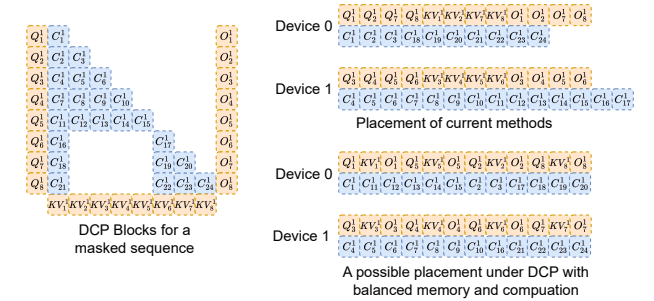 Q₁¹ C₁¹ O₁¹
Q₂¹ C₂¹ C₃¹ O₂¹
Q₃¹ C₄¹ C₅¹ C₆¹ O₃¹
Q₄¹ C₇¹ C₈¹ C₉¹ C₁₀¹ O₄¹
Q₅¹ C₁₁¹ C₁₂¹ C₁₃¹ C₁₄¹ C₁₅¹ O₅¹
Q₆¹ C₁₆¹ C₁₇¹ O₆¹
Q₇¹ C₁₈¹ C₁₉¹ C₂₀¹ O₇¹
Q₈¹ C₂₁¹ C₂₂¹ C₂₃¹ C₂₄¹ O₈¹
KV₁¹ KV₂¹ KV₃¹ KV₄¹ KV₅¹ KV₆¹ KV₇¹ KV₈¹
DCP Blocks for a
masked sequence
Device 0
Q₁¹ Q₂¹ Q₇¹ Q₈¹ KV₁¹ KV₂¹ KV₇¹ KV₈¹ O₁¹ O₂¹ O₇¹ O₈¹
C₁¹ C₂¹ C₃¹ C₁₈¹ C₁₉¹ C₂₀¹ C₂₁¹ C₂₂¹ C₂₃¹ C₂₄¹
Device 1
Q₃¹ Q₄¹ Q₅¹ Q₆¹ KV₃¹ KV₄¹ KV₅¹ KV₆¹ O₃¹ O₄¹ O₅¹ O₆¹
C₄¹ C₅¹ C₆¹ C₇¹ C₈¹ C₉¹ C₁₀¹ C₁₁¹ C₁₂¹ C₁₃¹ C₁₄¹ C₁₅¹ C₁₆¹ C₁₇¹
Placement of current methods
Device 0
Q₁¹ KV₁¹ O₁¹ Q₅¹ KV₅¹ O₅¹ Q₂¹ KV₂¹ O₂¹ Q₈¹ KV₈¹ O₈¹
C₁¹ C₁₁¹ C₁₂¹ C₁₃¹ C₁₄¹ C₁₅¹ C₂¹ C₃¹ C₁₇¹ C₁₈¹ C₁₉¹ C₂₀¹
Device 1
Q₃¹ KV₃¹ O₃¹ Q₄¹ KV₄¹ O₄¹ Q₆¹ KV₆¹ O₆¹ Q₇¹ KV₇¹ O₇¹
C₄¹ C₅¹ C₆¹ C₇¹ C₈¹ C₉¹ C₁₀¹ C₁₆¹ C₂₁¹ C₂₂¹ C₂₃¹ C₂₄¹
A possible placement under DCP with
balanced memory and compuation